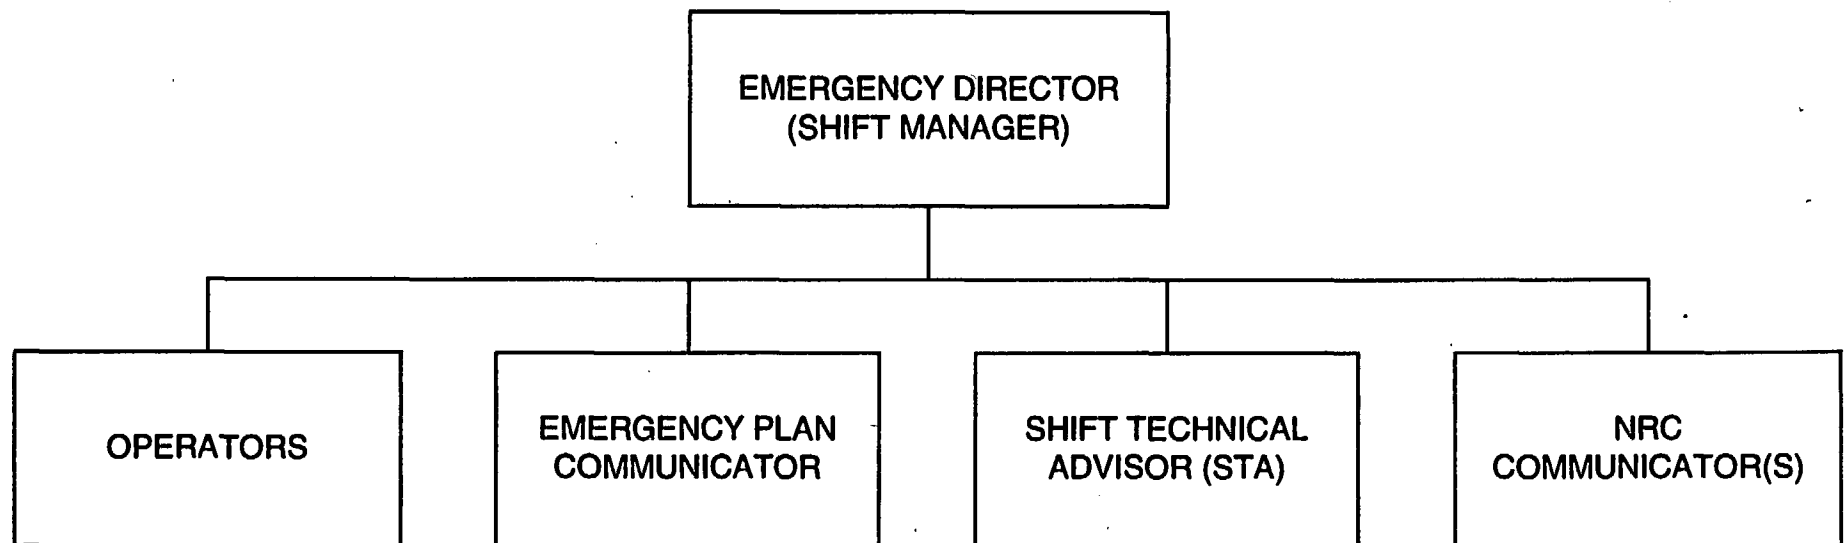 EMERGENCY DIRECTOR
(SHIFT MANAGER)
OPERATORS
EMERGENCY PLAN
COMMUNICATOR
SHIFT TECHNICAL
ADVISOR (STA)
NRC
COMMUNICATOR(S)